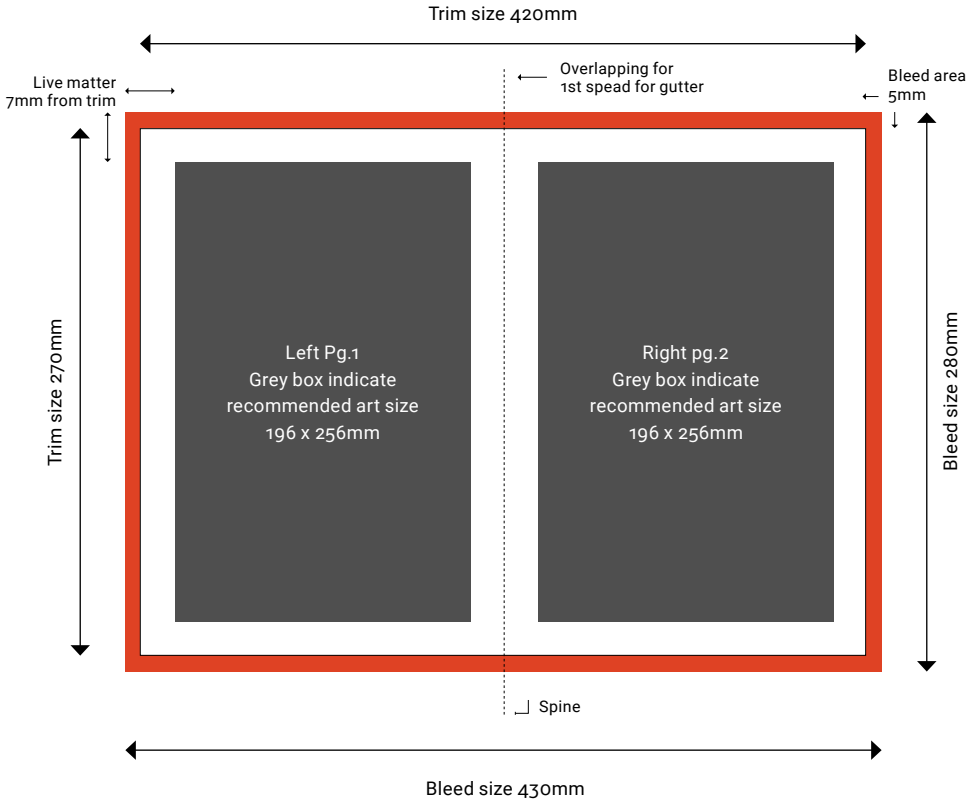 Trim size 420mm
Live matter
7mm from trim
Overlapping for
1st spead for gutter
Bleed area
5mm
Trim size 270mm
Left Pg.1
Grey box indicate
recommended art size
196 x 256mm
Right pg.2
Grey box indicate
recommended art size
196 x 256mm
Bleed size 280mm
Spine
Bleed size 430mm